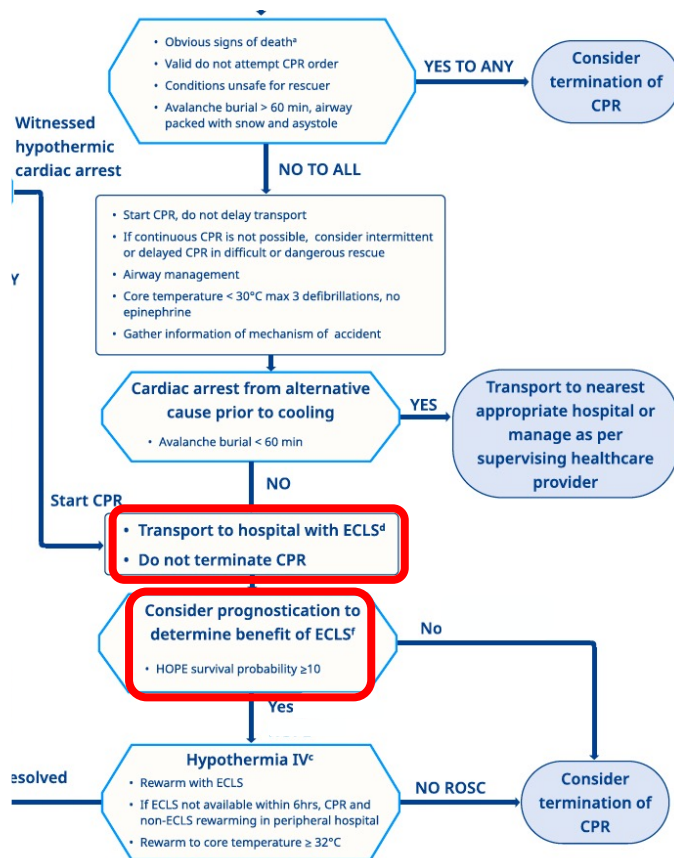 • Obvious signs of deathᵃ
• Valid do not attempt CPR order
• Conditions unsafe for rescuer
• Avalanche burial > 60 min, airway
packed with snow and asystole
YES TO ANY
Consider
termination of
CPR
Witnessed
hypothermic
cardiac arrest
NO TO ALL
• Start CPR, do not delay transport
• If continuous CPR is not possible, consider intermittent
or delayed CPR in difficult or dangerous rescue
• Airway management
• Core temperature < 30°C max 3 defibrillations, no
epinephrine
• Gather information of mechanism of accident
Y
Cardiac arrest from alternative
cause prior to cooling
• Avalanche burial < 60 min
YES
Transport to nearest
appropriate hospital or
manage as per
supervising healthcare
provider
NO
Start CPR
• Transport to hospital with ECLSᵈ
• Do not terminate CPR
Consider prognostication to
determine benefit of ECLSᶠ
• HOPE survival probability ≥10
No
Yes
Hypothermia IVᶜ
• Rewarm with ECLS
• If ECLS not available within 6hrs, CPR and
non-ECLS rewarming in peripheral hospital
• Rewarm to core temperature ≥ 32°C
esolved
NO ROSC
Consider
termination of
CPR